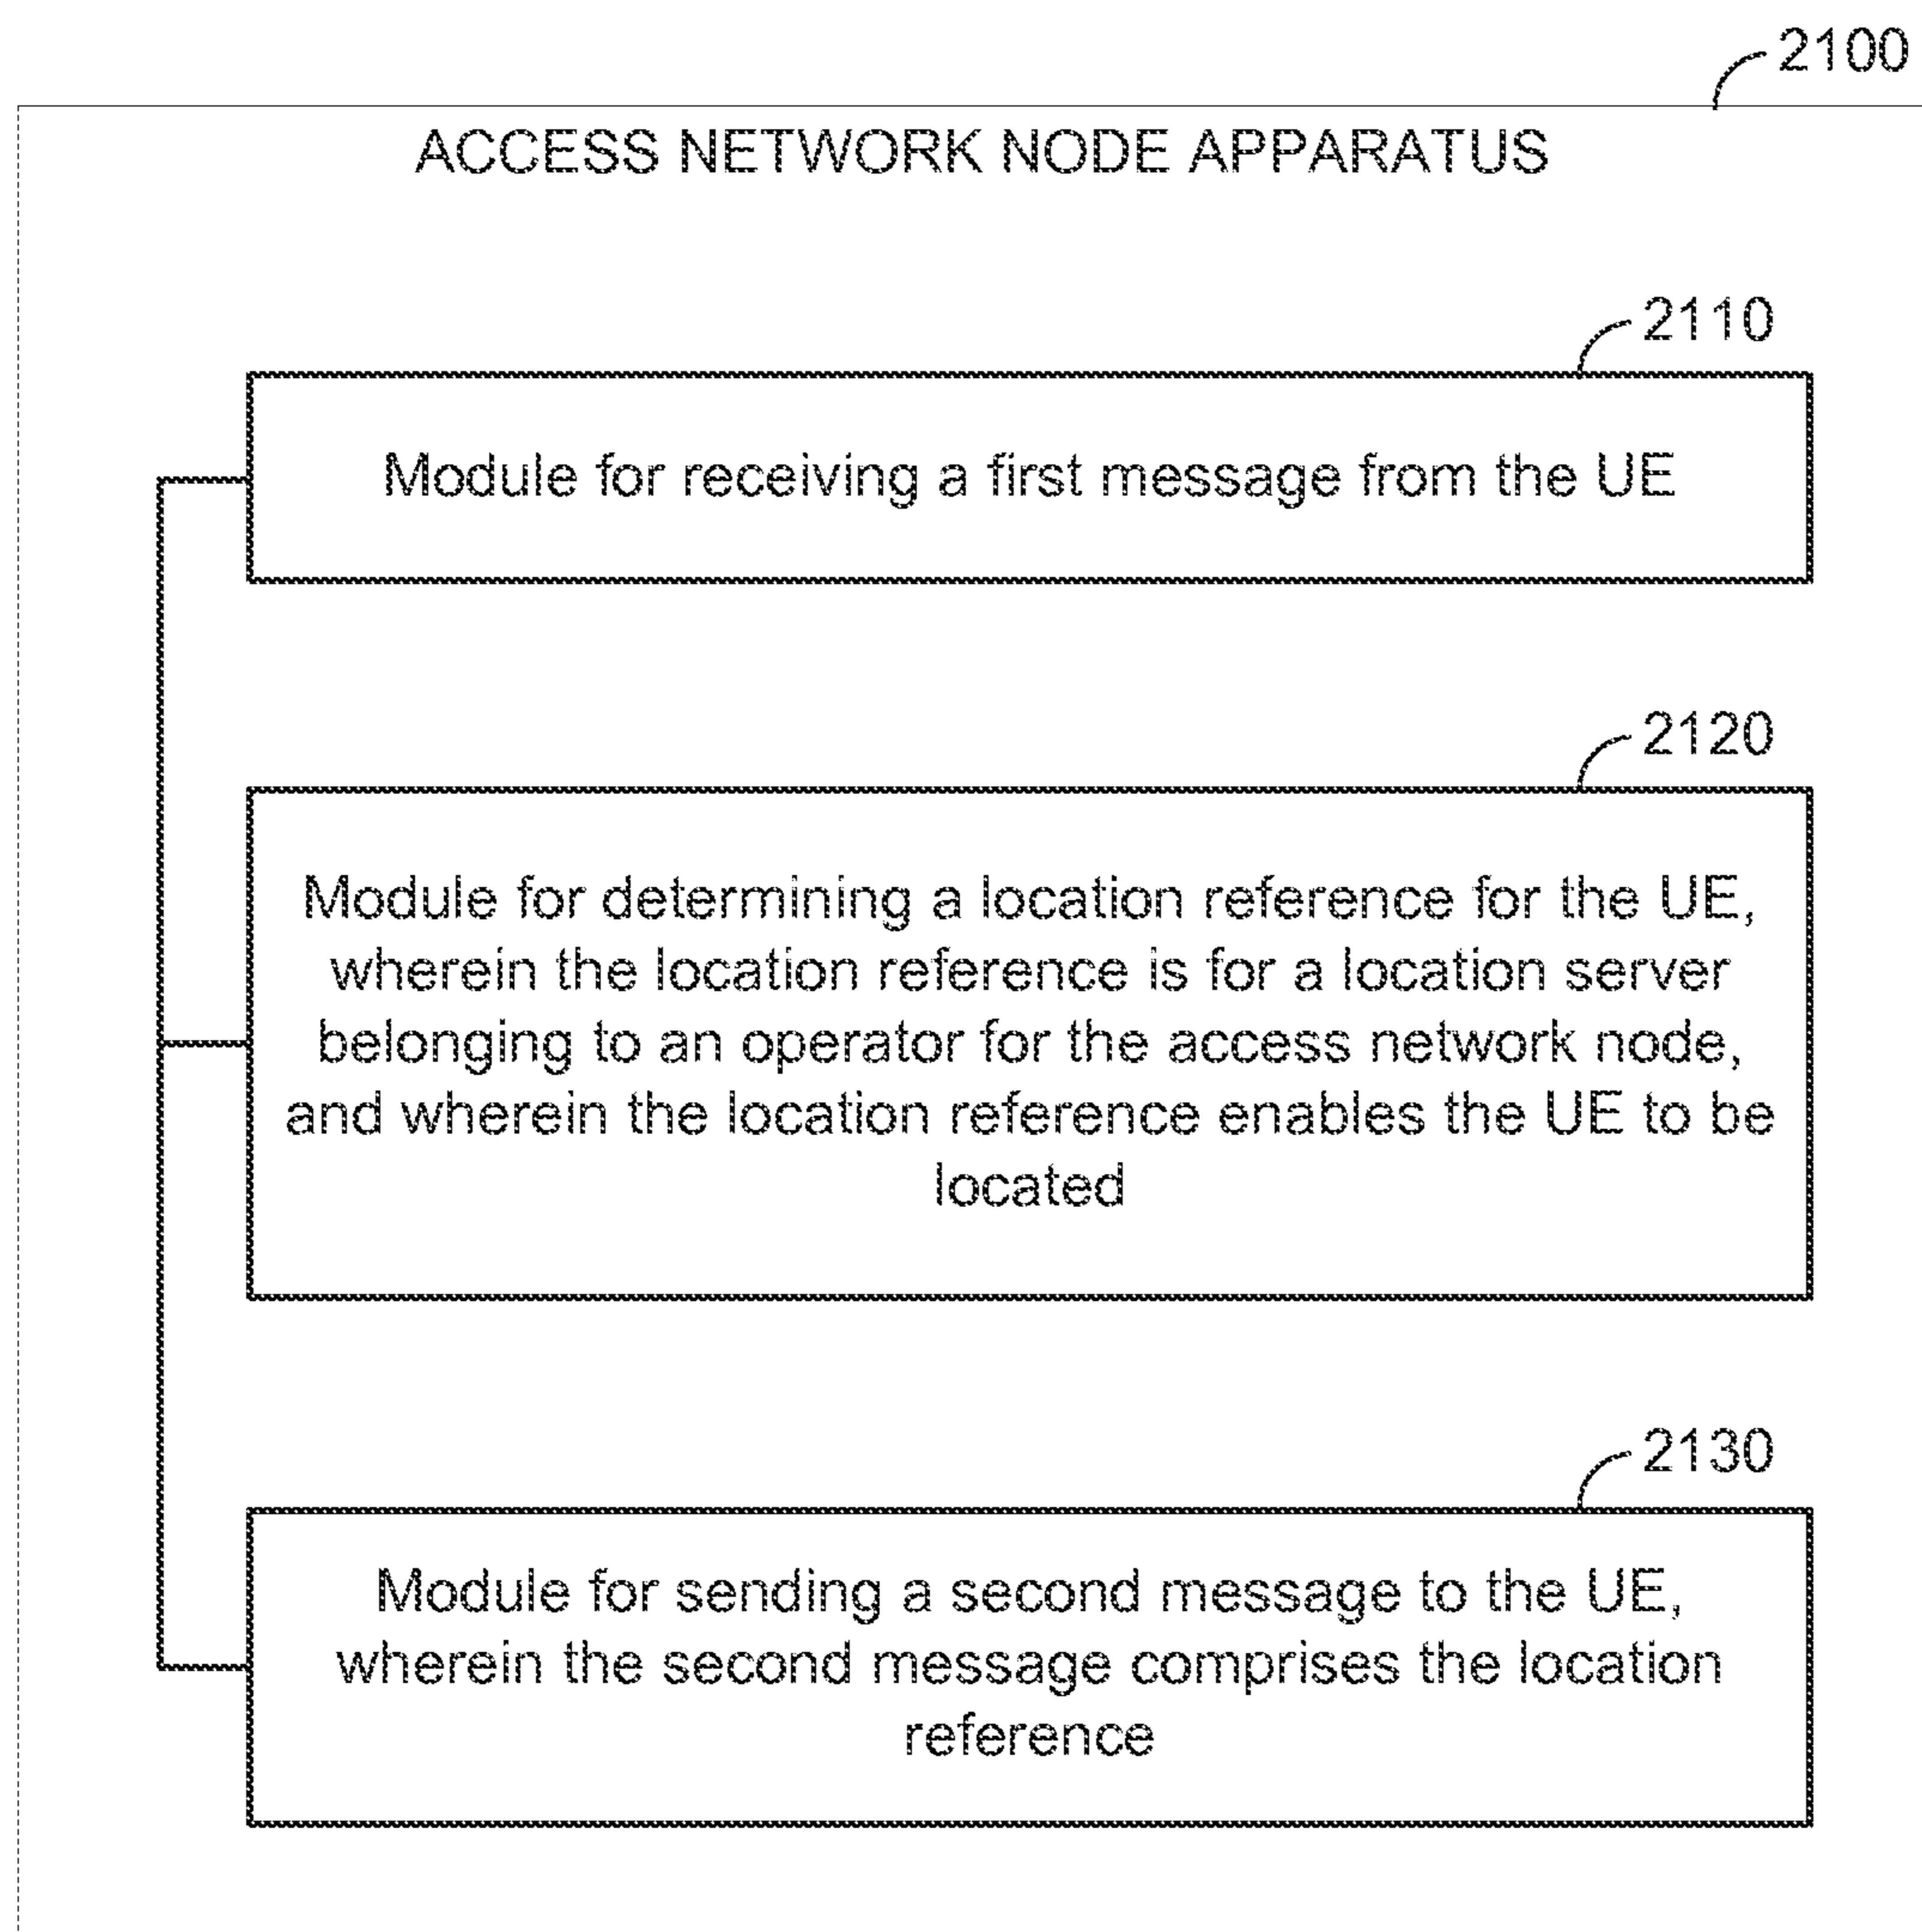 2100
ACCESS NETWORK NODE APPARATUS
2110
Module for receiving a first message from the UE
2120
Module for determining a location reference for the UE,
wherein the location reference is for a location server
belonging to an operator for the access network node,
and wherein the location reference enables the UE to be
located
2130
Module for sending a second message to the UE,
wherein the second message comprises the location
reference